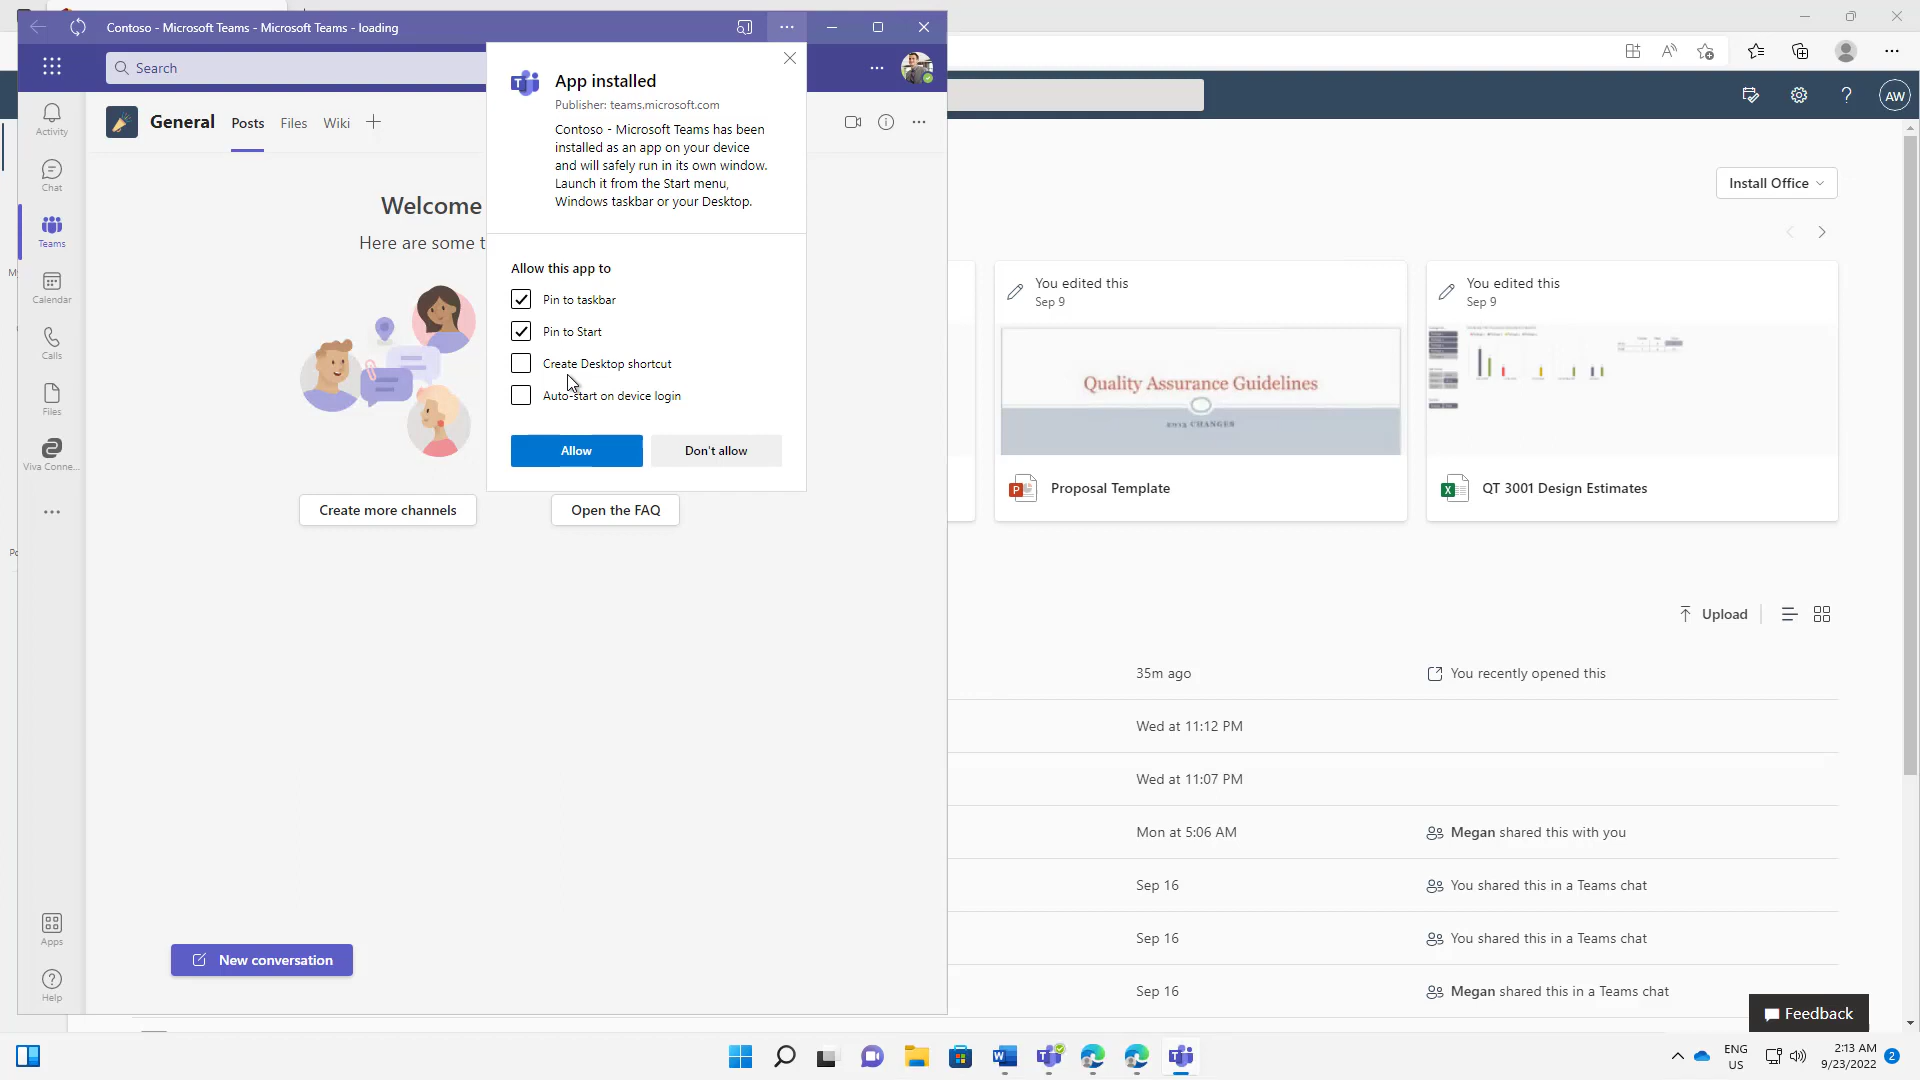 Contoso - Microsoft Teams - Microsoft Teams - loading
Search
App installed
Publisher: teams.microsoft.com
Contoso - Microsoft Teams has been
installed as an app on your device
and will safely run in its own window.
Launch it from the Start menu,
Windows taskbar or your Desktop.
Allow this app to
Pin to taskbar
Pin to Start
Create Desktop shortcut
Auto-start on device login
Allow
Don't allow
AW
Activity
Chat
Teams
Calendar
Calls
Files
Viva Conne...
Apps
Help
General
Posts
Files
Wiki
Welcome
Here are some t
Create more channels
Open the FAQ
New conversation
Install Office
You edited this
Sep 9
Quality Assurance Guidelines
2013 CHANGES
Proposal Template
You edited this
Sep 9
QT 3001 Design Estimates
Upload
35m ago
You recently opened this
Wed at 11:12 PM
Wed at 11:07 PM
Mon at 5:06 AM
Megan shared this with you
Sep 16
You shared this in a Teams chat
Sep 16
You shared this in a Teams chat
Sep 16
Megan shared this in a Teams chat
Feedback
ENG
US
2:13 AM
9/23/2022
2